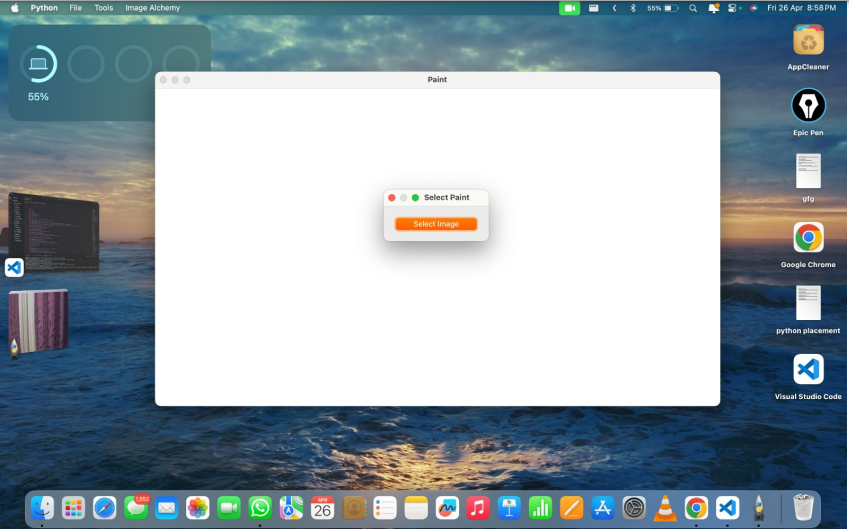 Python File Tools Image Alchemy 55% Fri 26 Apr 8:58 PM
55%
Paint
Select Paint
Select Image
AppCleaner
Epic Pen
gfg
Google Chrome
python placement
Visual Studio Code
1,552
APR
26